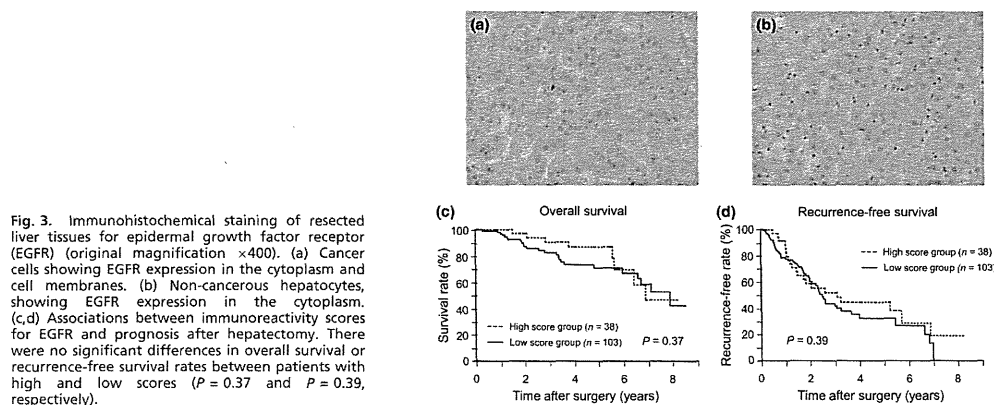 Fig. 3. Immunohistochemical staining of resected
liver tissues for epidermal growth factor receptor
(EGFR) (original magnification ×400). (a) Cancer
cells showing EGFR expression in the cytoplasm and
cell membranes. (b) Non-cancerous hepatocytes,
showing EGFR expression in the cytoplasm.
(c,d) Associations between immunoreactivity scores
for EGFR and prognosis after hepatectomy. There
were no significant differences in overall survival or
recurrence-free survival rates between patients with
high and low scores (P = 0.37 and P = 0.39,
respectively).
(a)
(b)
(c)
Overall survival
Survival rate (%)
100
80
60
40
20
High score group (n = 38)
Low score group (n = 103)
P = 0.37
0 2 4 6 8
Time after surgery (years)
(d)
Recurrence-free survival
Recurrence-free rate (%)
100
80
60
40
20
High score group (n = 38)
Low score group (n = 103)
P = 0.39
0 2 4 6 8
Time after surgery (years)